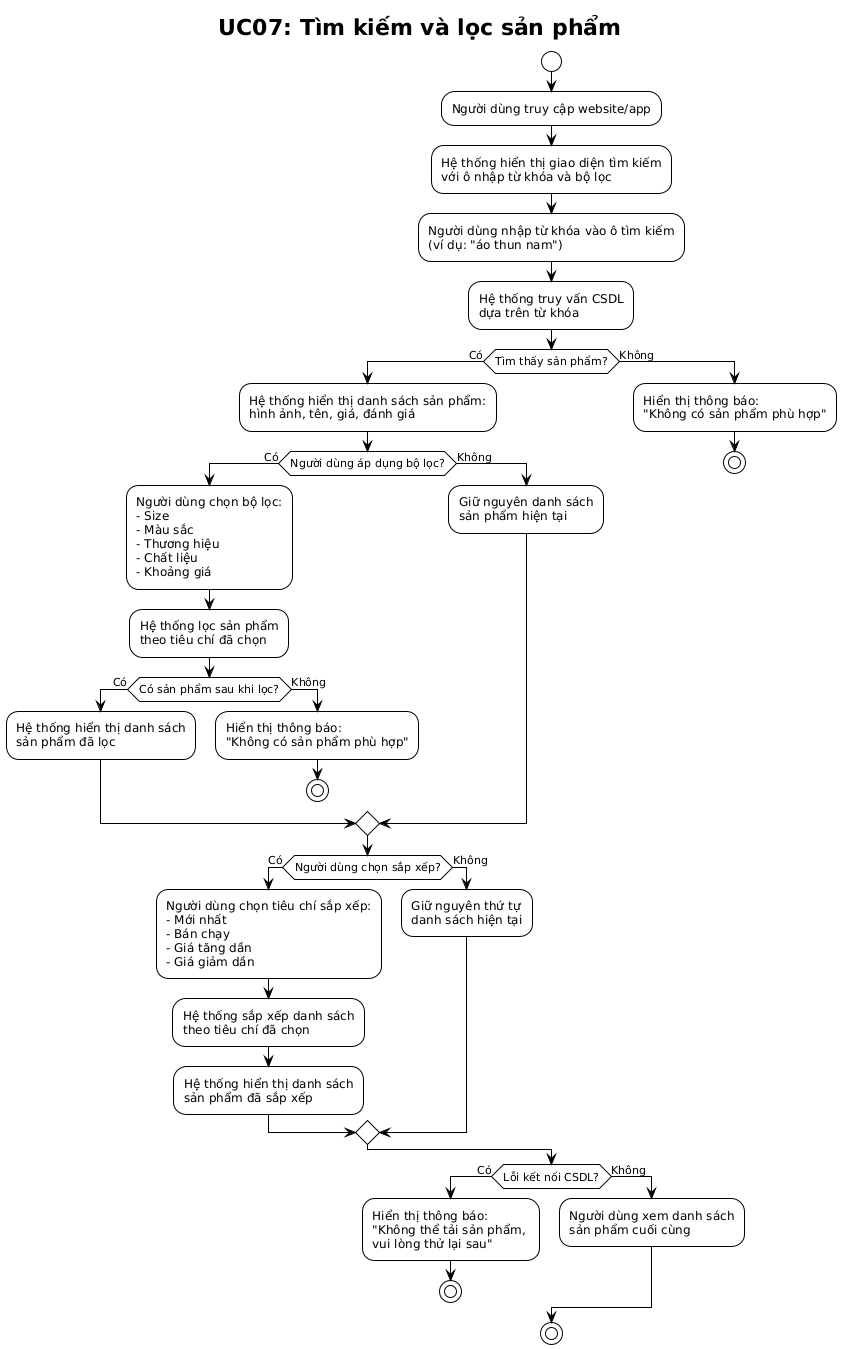 UC07: Tìm kiếm và lọc sản phẩm
Người dùng truy cập website/app
Hệ thống hiển thị giao diện tìm kiếm
với ô nhập từ khóa và bộ lọc
Người dùng nhập từ khóa vào ô tìm kiếm
(ví dụ: "áo thun nam")
Hệ thống truy vấn CSDL
dựa trên từ khóa
Có
Tìm thấy sản phẩm?
Không
Hệ thống hiển thị danh sách sản phẩm:
hình ảnh, tên, giá, đánh giá
Hiển thị thông báo:
"Không có sản phẩm phù hợp"
Có
Người dùng áp dụng bộ lọc?
Không
Người dùng chọn bộ lọc:
- Size
- Màu sắc
- Thương hiệu
- Chất liệu
- Khoảng giá
Giữ nguyên danh sách
sản phẩm hiện tại
Hệ thống lọc sản phẩm
theo tiêu chí đã chọn
Có
Có sản phẩm sau khi lọc?
Không
Hệ thống hiển thị danh sách
sản phẩm đã lọc
Hiển thị thông báo:
"Không có sản phẩm phù hợp"
Có
Người dùng chọn sắp xếp?
Không
Người dùng chọn tiêu chí sắp xếp:
- Mới nhất
- Bán chạy
- Giá tăng dần
- Giá giảm dần
Giữ nguyên thứ tự
danh sách hiện tại
Hệ thống sắp xếp danh sách
theo tiêu chí đã chọn
Hệ thống hiển thị danh sách
sản phẩm đã sắp xếp
Có
Lỗi kết nối CSDL?
Không
Hiển thị thông báo:
"Không thể tải sản phẩm,
vui lòng thử lại sau"
Người dùng xem danh sách
sản phẩm cuối cùng